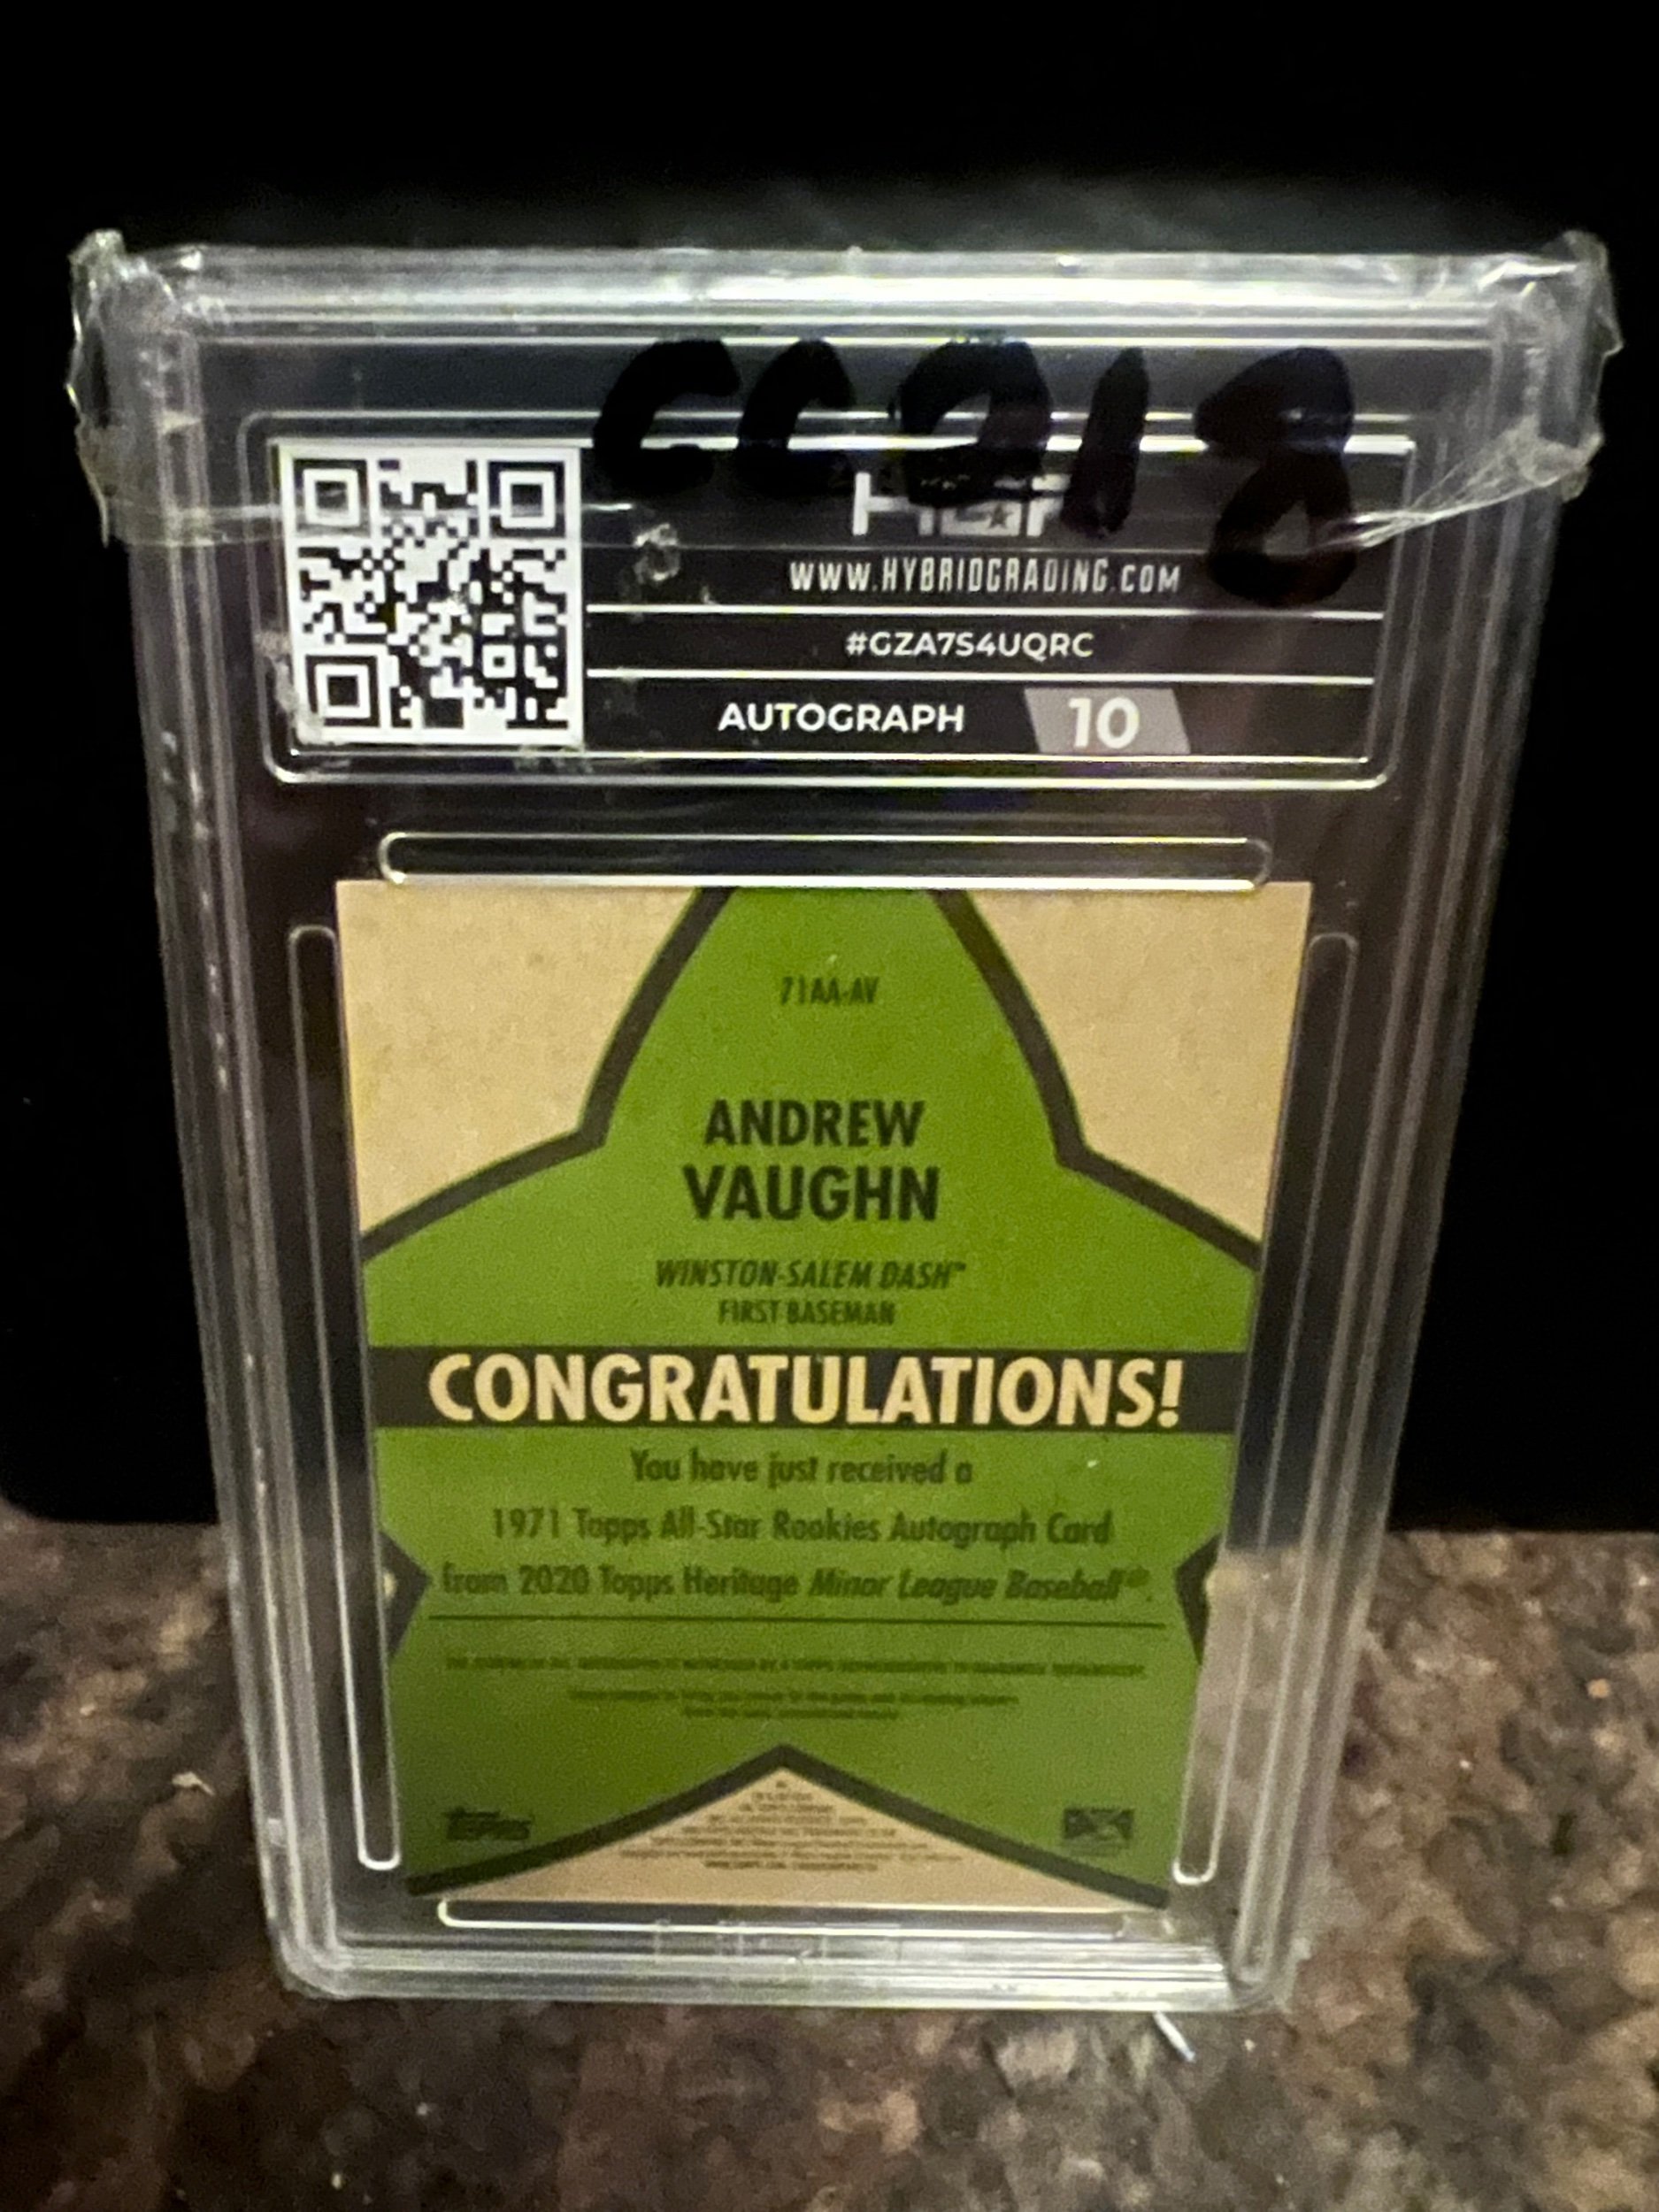 CC218
WWW.HYBRIDGRADING.COM
#GZA7S4UQRC
AUTOGRAPH 10
71AA-AV
ANDREW
VAUGHN
WINSTON-SALEM DASH™
FIRST BASEMAN
CONGRATULATIONS!
You have just received a
1971 Topps All-Star Rookies Autograph Card
from 2020 Topps Heritage Minor League Baseball®.
TOPPS